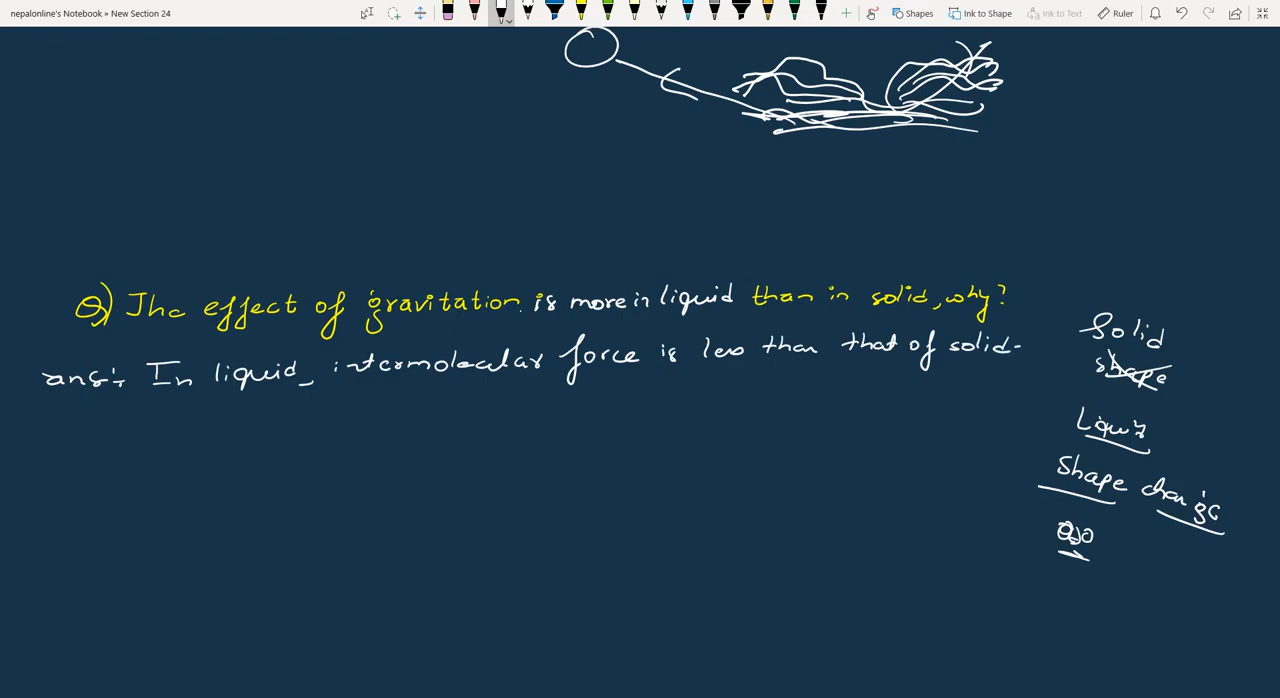 nepalonline's Notebook » New Section 24
Shapes Ink to Shape Ink to Text Ruler
Q) The effect of gravitation is more in liquid than in solid, why?
ans:- In liquid, intermolecular force is less than that of solid.
Solid
shape
Liquid
Shape change